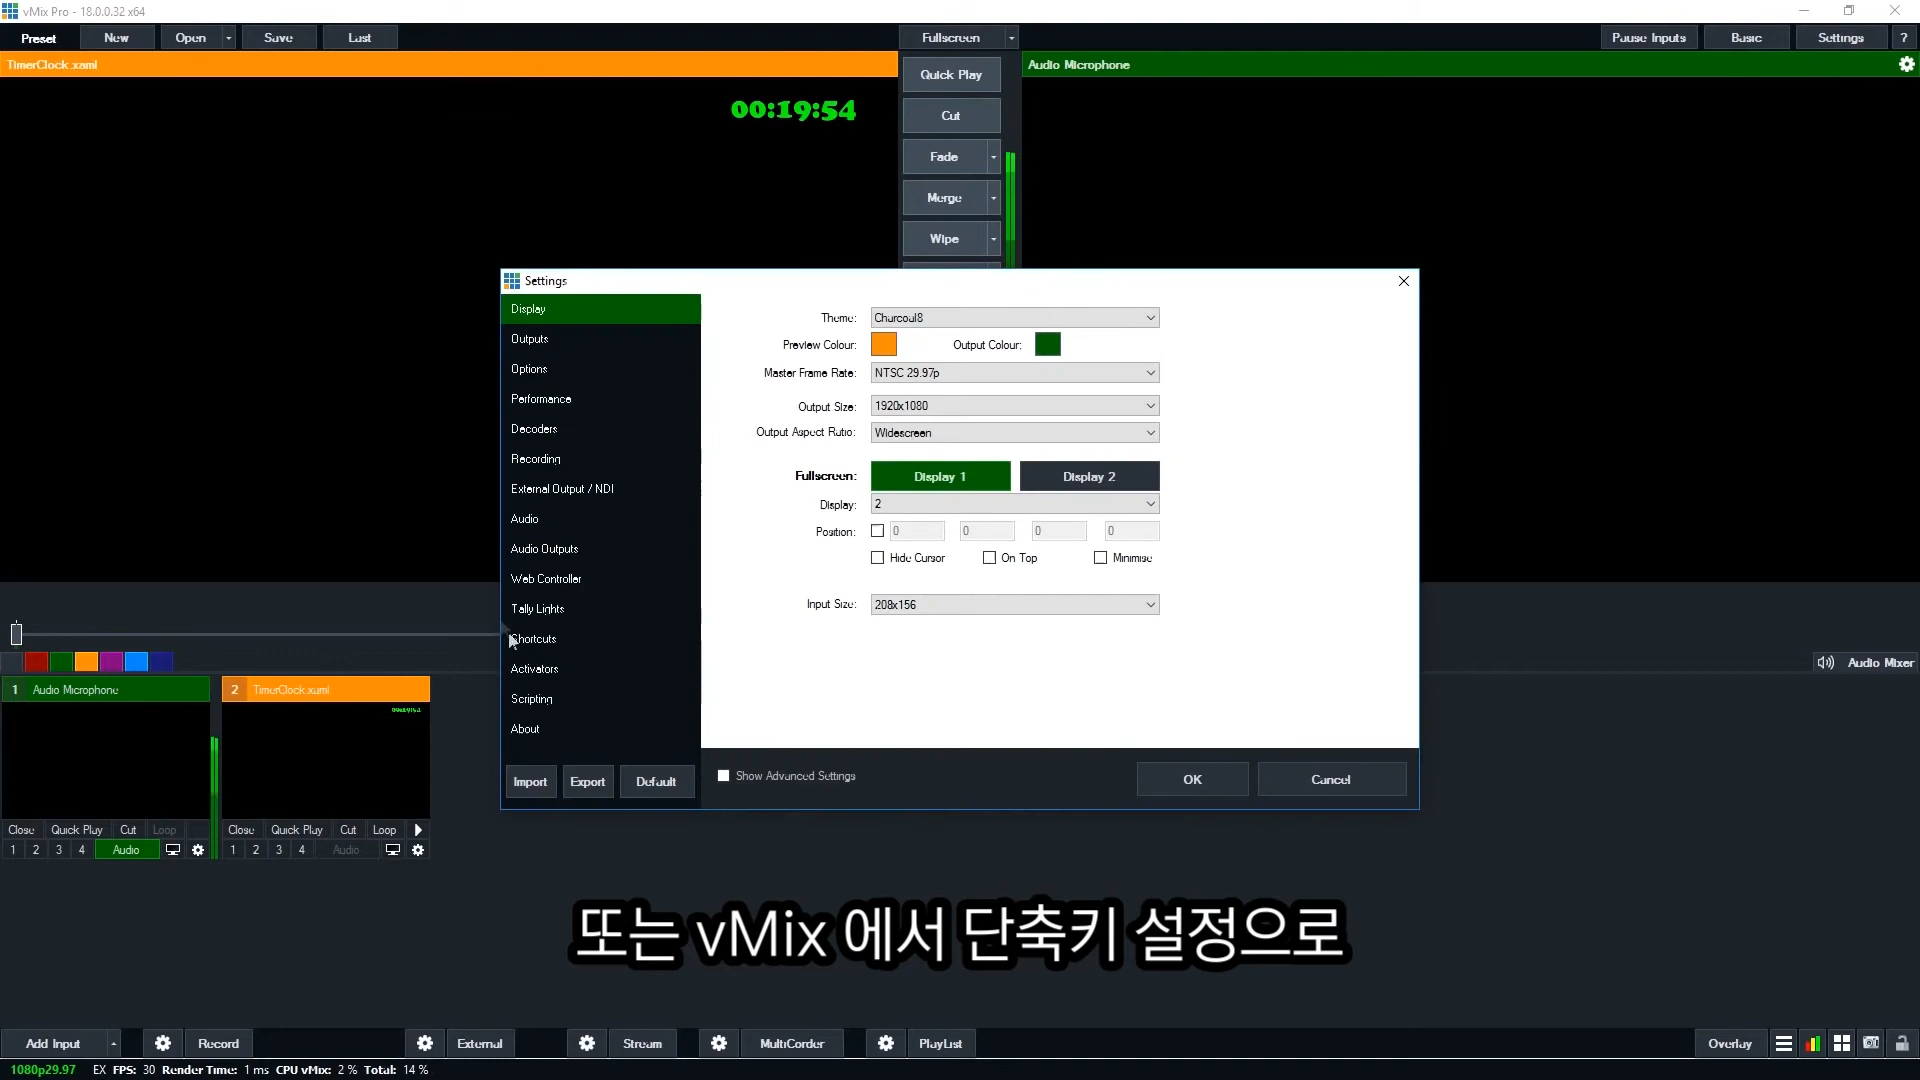 vMix Pro - 18.0.0.32 x64
Preset New Open Save Last Fullscreen Pause Inputs Basic Settings ?
TimerClock.xaml
Audio Microphone
00:19:54
Quick Play
Cut
Fade
Merge
Wipe
Settings
Display
Outputs
Options
Performance
Decoders
Recording
External Output / NDI
Audio
Audio Outputs
Web Controller
Tally Lights
Shortcuts
Activators
Scripting
About
Import Export Default
Theme: Charcoal8
Preview Colour: Output Colour:
Master Frame Rate: NTSC 29.97p
Output Size: 1920x1080
Output Aspect Ratio: Widescreen
Fullscreen: Display 1 Display 2
Display: 2
Position: 0 0 0 0
Hide Cursor On Top Minimise
Input Size: 208x156
Show Advanced Settings OK Cancel
Audio Mixer
1 Audio Microphone
Close Quick Play Cut Loop
1 2 3 4 Audio
2 TimerClock.xaml
00:19:54
Close Quick Play Cut Loop
1 2 3 4 Audio
또는 vMix 에서 단축키 설정으로
Add Input Record External Stream MultiCorder PlayList Overlay
1080p29.97 EX FPS: 30 Render Time: 1 ms CPU vMix: 2 % Total: 14 %